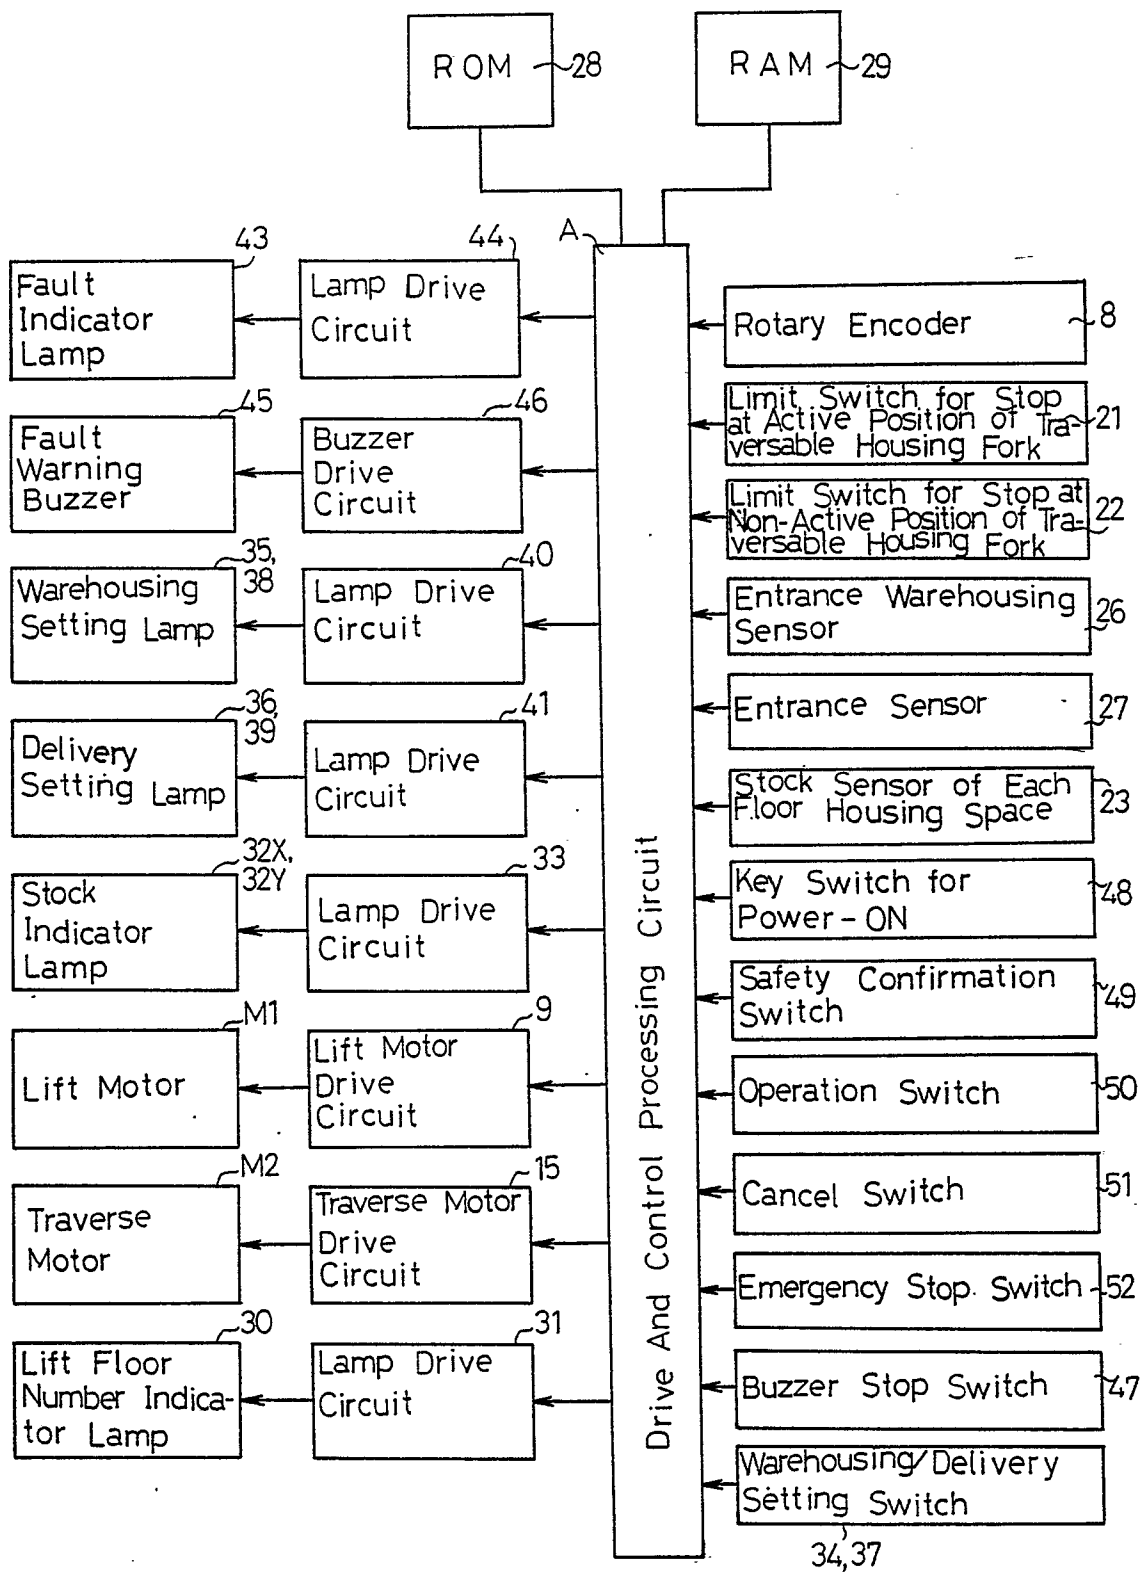 ROM
28
RAM
29
A
43
Fault
Indicator
Lamp
44
Lamp Drive
Circuit
45
Fault
Warning
Buzzer
46
Buzzer
Drive
Circuit
35,
38
Warehousing
Setting Lamp
40
Lamp Drive
Circuit
36,
39
Delivery
Setting Lamp
41
Lamp Drive
Circuit
32X,
32Y
Stock
Indicator
Lamp
33
Lamp Drive
Circuit
M1
Lift Motor
9
Lift Motor
Drive
Circuit
M2
Traverse
Motor
15
Traverse Motor
Drive
Circuit
30
Lift Floor
Number Indica-
tor Lamp
31
Lamp Drive
Circuit
Drive And Control Processing Circuit
Rotary Encoder
8
Limit Switch for Stop
at Active Position of Tra-
versable Housing Fork
21
Limit Switch for Stop at
Non-Active Position of Tra-
versable Housing Fork
22
Entrance Warehousing
Sensor
26
Entrance Sensor
27
Stock Sensor of Each
Floor Housing Space
23
Key Switch for
Power-ON
48
Safety Confirmation
Switch
49
Operation Switch
50
Cancel Switch
51
Emergency Stop. Switch
52
Buzzer Stop Switch
47
Warehousing/Delivery
Setting Switch
34,37